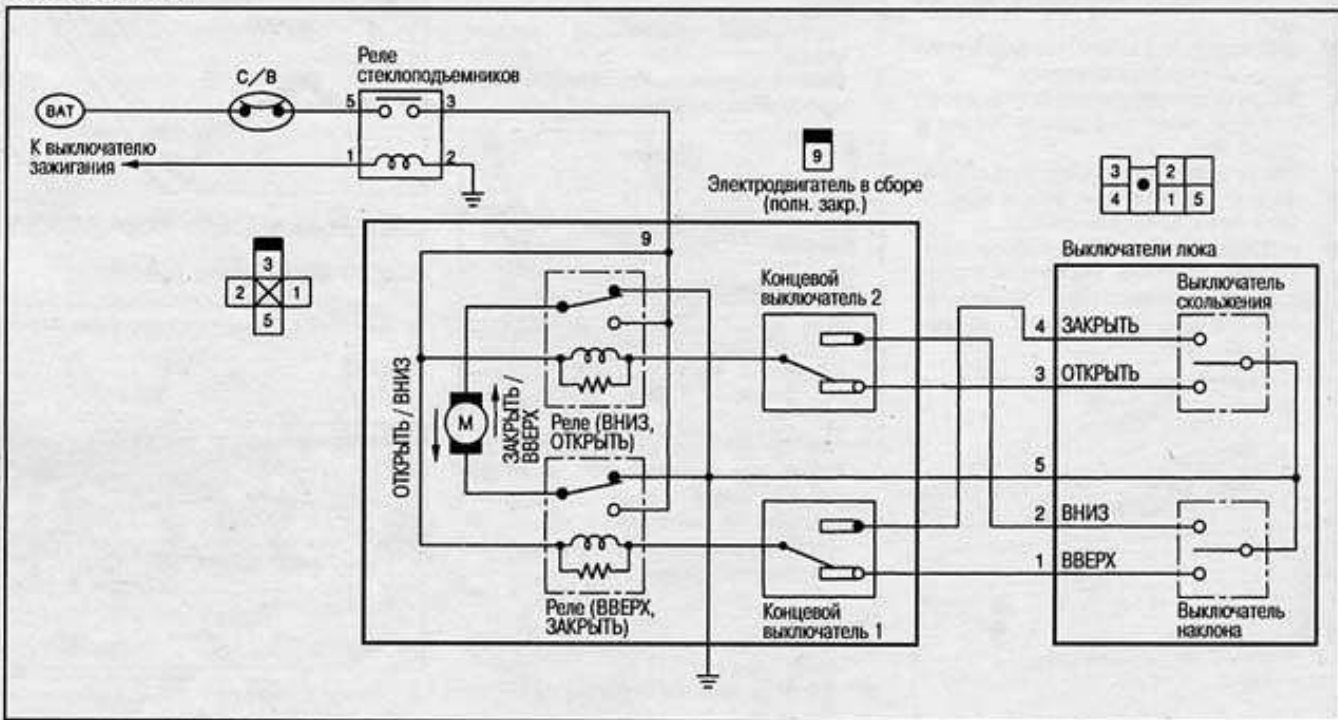 Реле
стеклоподъемников
C/B
BAT
5
3
К выключателю
зажигания
1
2
9
Электродвигатель в сборе
(полн. закр.)
3
2
4
1
5
3
2
1
5
9
Выключатели люка
Концевой
выключатель 2
Выключатель
скольжения
4
ЗАКРЫТЬ
3
ОТКРЫТЬ
ОТКРЫТЬ / ВНИЗ
M
ЗАКРЫТЬ /
ВВЕРХ
Реле (ВНИЗ,
ОТКРЫТЬ)
5
2
ВНИЗ
1
ВВЕРХ
Реле (ВВЕРХ,
ЗАКРЫТЬ)
Концевой
выключатель 1
Выключатель
наклона